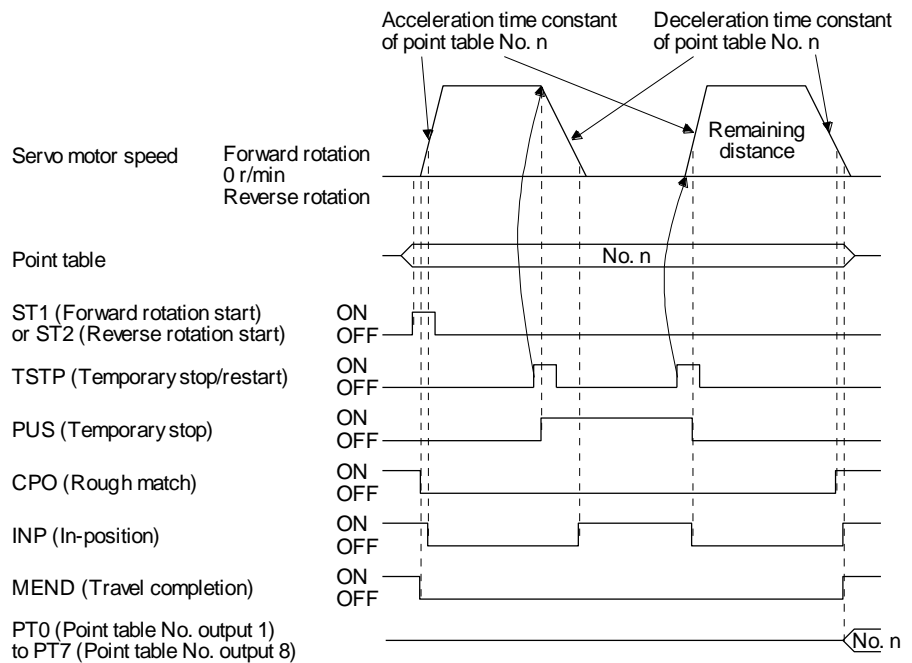 Acceleration time constant
of point table No. n
Deceleration time constant
of point table No. n
Servo motor speed
Forward rotation
0 r/min
Reverse rotation
Remaining
distance
Point table
No. n
ST1 (Forward rotation start)
or ST2 (Reverse rotation start)
ON
OFF
TSTP (Temporary stop/restart)
ON
OFF
PUS (Temporary stop)
ON
OFF
CPO (Rough match)
ON
OFF
INP (In-position)
ON
OFF
MEND (Travel completion)
ON
OFF
PT0 (Point table No. output 1)
to PT7 (Point table No. output 8)
No. n